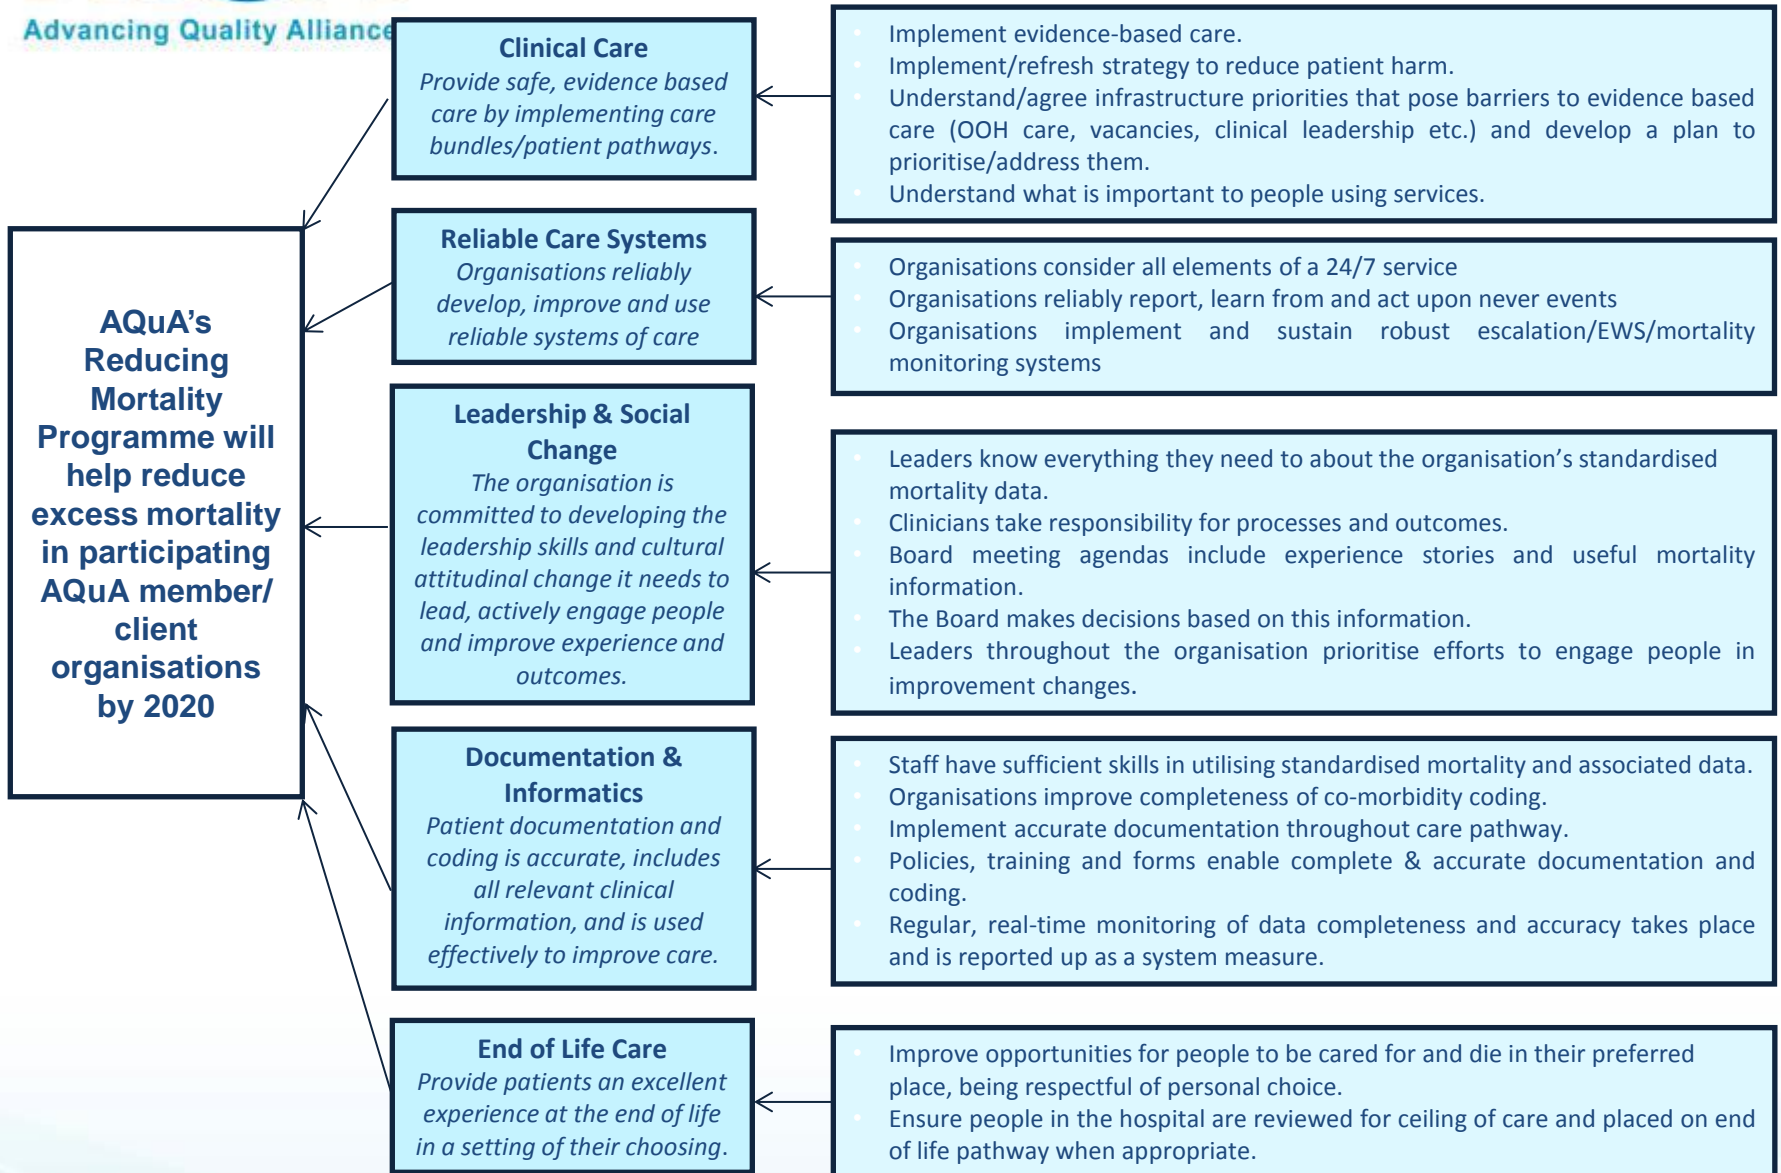 Advancing Quality Alliance
AQuA’s
Reducing
Mortality
Programme will
help reduce
excess mortality
in participating
AQuA member/
client
organisations
by 2020
Clinical Care
Provide safe, evidence based
care by implementing care
bundles/patient pathways.
• Implement evidence-based care.
• Implement/refresh strategy to reduce patient harm.
• Understand/agree infrastructure priorities that pose barriers to evidence based
care (OOH care, vacancies, clinical leadership etc.) and develop a plan to
prioritise/address them.
• Understand what is important to people using services.
Reliable Care Systems
Organisations reliably
develop, improve and use
reliable systems of care
• Organisations consider all elements of a 24/7 service
• Organisations reliably report, learn from and act upon never events
• Organisations implement and sustain robust escalation/EWS/mortality
monitoring systems
Leadership & Social
Change
The organisation is
committed to developing the
leadership skills and cultural
attitudinal change it needs to
lead, actively engage people
and improve experience and
outcomes.
• Leaders know everything they need to about the organisation’s standardised
mortality data.
• Clinicians take responsibility for processes and outcomes.
• Board meeting agendas include experience stories and useful mortality
information.
• The Board makes decisions based on this information.
• Leaders throughout the organisation prioritise efforts to engage people in
improvement changes.
Documentation &
Informatics
Patient documentation and
coding is accurate, includes
all relevant clinical
information, and is used
effectively to improve care.
• Staff have sufficient skills in utilising standardised mortality and associated data.
• Organisations improve completeness of co-morbidity coding.
• Implement accurate documentation throughout care pathway.
• Policies, training and forms enable complete & accurate documentation and
coding.
• Regular, real-time monitoring of data completeness and accuracy takes place
and is reported up as a system measure.
End of Life Care
Provide patients an excellent
experience at the end of life
in a setting of their choosing.
• Improve opportunities for people to be cared for and die in their preferred
place, being respectful of personal choice.
• Ensure people in the hospital are reviewed for ceiling of care and placed on end
of life pathway when appropriate.